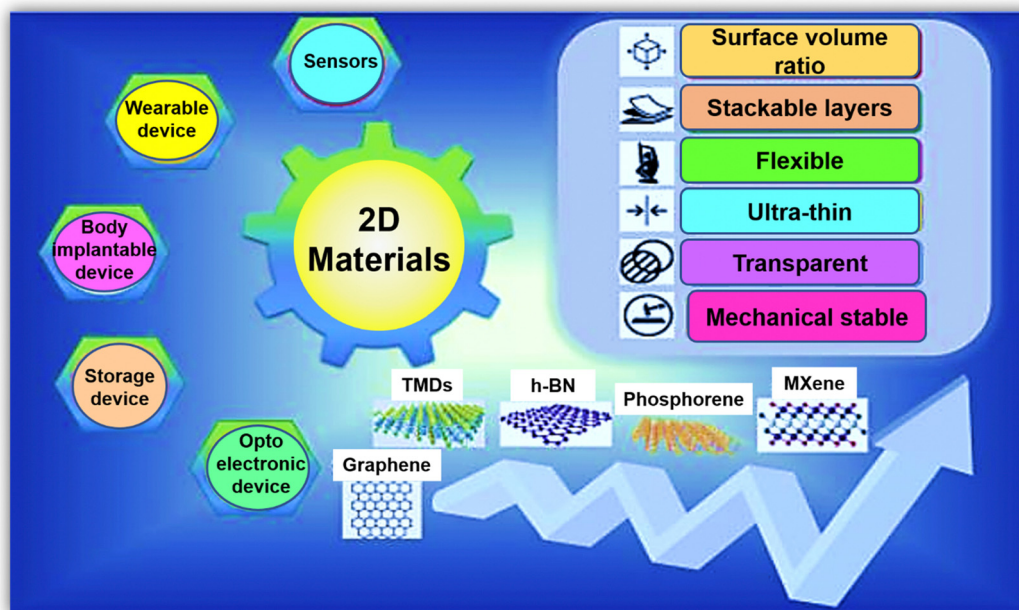 Sensors
Wearable
device
Body
implantable
device
Storage
device
Opto
electronic
device
2D
Materials
Surface volume
ratio
Stackable layers
Flexible
Ultra-thin
Transparent
Mechanical stable
TMDs
h-BN
Phosphorene
MXene
Graphene